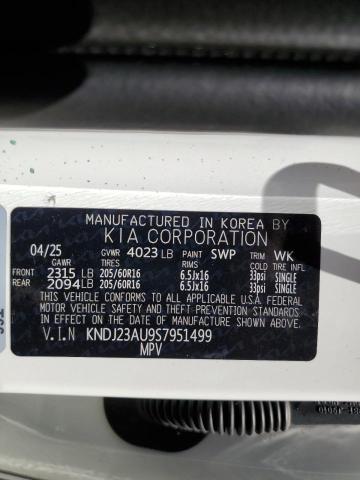 MANUFACTURED IN KOREA BY
KIA CORPORATION
04/25 GVWR 4023 LB PAINT SWP TRIM WK
GAWR TIRES RIMS COLD TIRE INFLATION
FRONT 2315 LB 205/60R16 6.5Jx16 33psi SINGLE
REAR 2094 LB 205/60R16 6.5Jx16 33psi SINGLE
THIS VEHICLE CONFORMS TO ALL APPLICABLE U.S.A FEDERAL
MOTOR VEHICLE SAFETY AND THEFT PREVENTION STANDARDS
IN EFFECT ON THE DATE OF MANUFACTURE SHOWN ABOVE.
V.I.N KNDJ23AU9S7951499
MPV